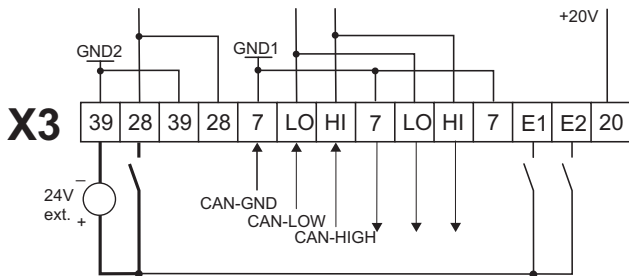 +20V
GND2 GND1
X3 39 28 39 28 7 LO HI 7 LO HI 7 E1 E2 20
–
24V
ext.
+
CAN-GND
CAN-LOW
CAN-HIGH